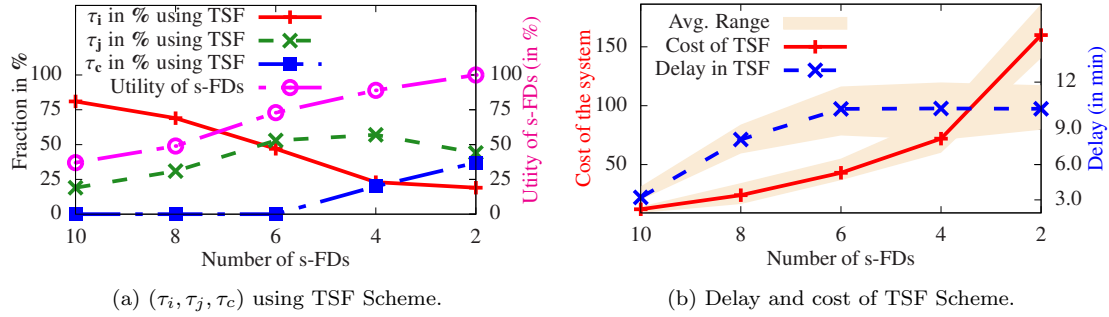 τi in % using TSF
τj in % using TSF
τc in % using TSF
Utility of s-FDs
Fraction in %
100
75
50
25
0
100
75
50
25
0
Utiity of s-FDs (in %)
10
8
6
4
2
Number of s-FDs
(a) (τi, τj, τc) using TSF Scheme.
Avg. Range
Cost of TSF
Delay in TSF
Cost of the system
150
100
50
12
9.0
6.0
3.0
Delay (in min)
10
8
6
4
2
Number of s-FDs
(b) Delay and cost of TSF Scheme.